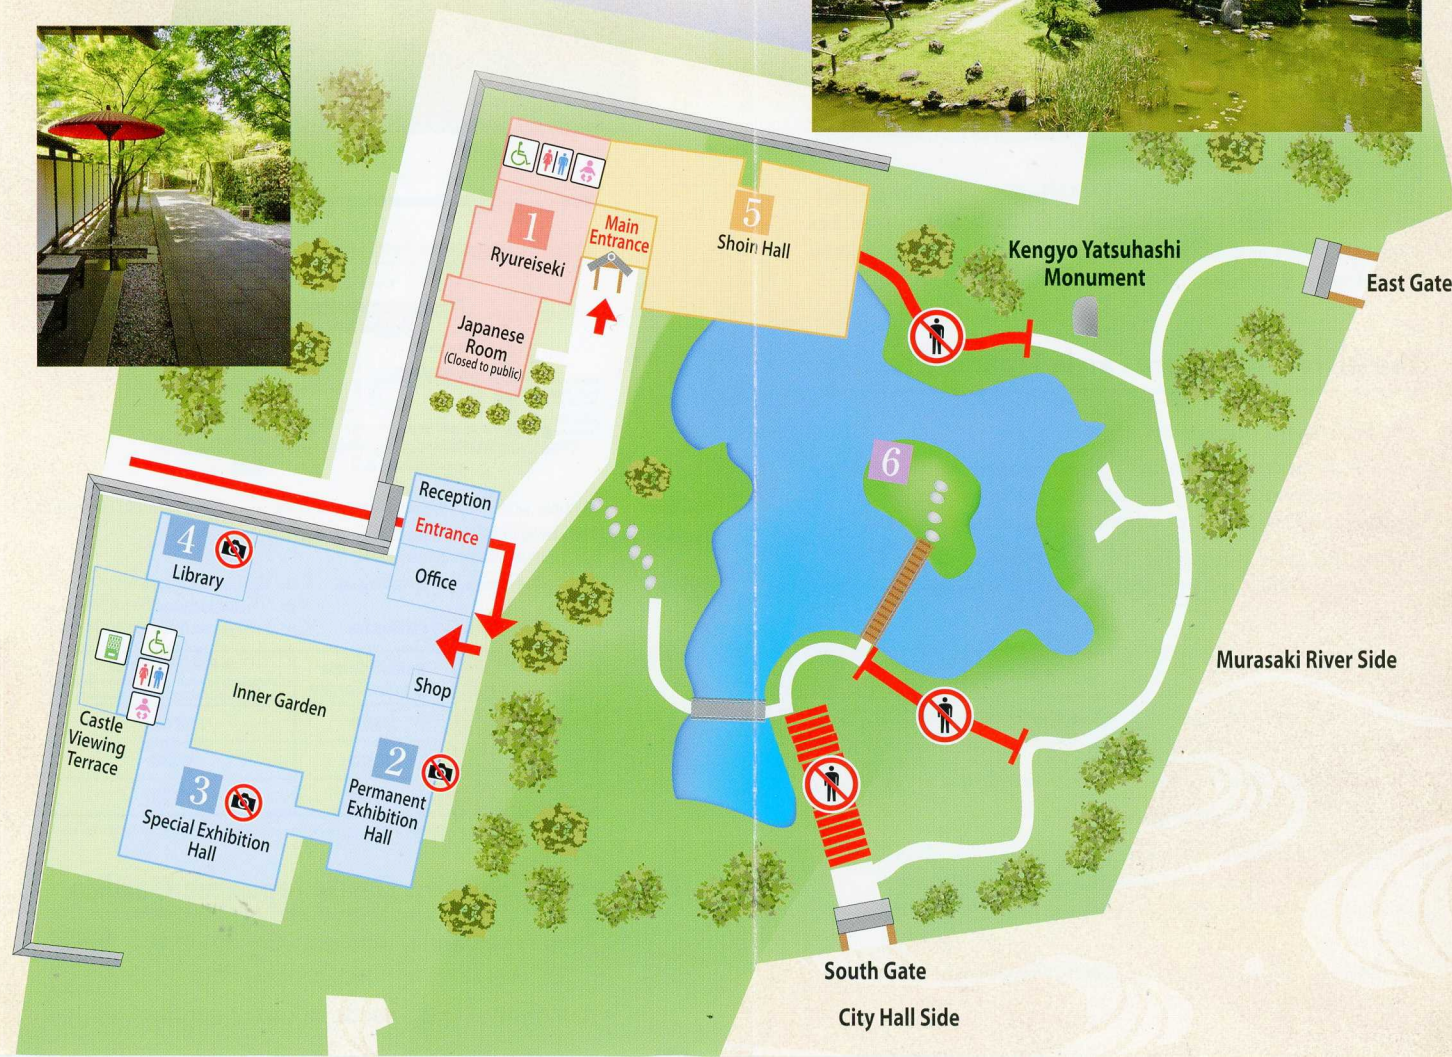 1
Ryureiseki
Main
Entrance
5
Shoin Hall
Japanese
Room
(Closed to public)
Kengyo Yatsuhashi
Monument
East Gate
6
Reception
Entrance
Office
4
Library
Shop
Inner Garden
Castle
Viewing
Terrace
2
Permanent
Exhibition
Hall
3
Special Exhibition
Hall
Murasaki River Side
South Gate
City Hall Side